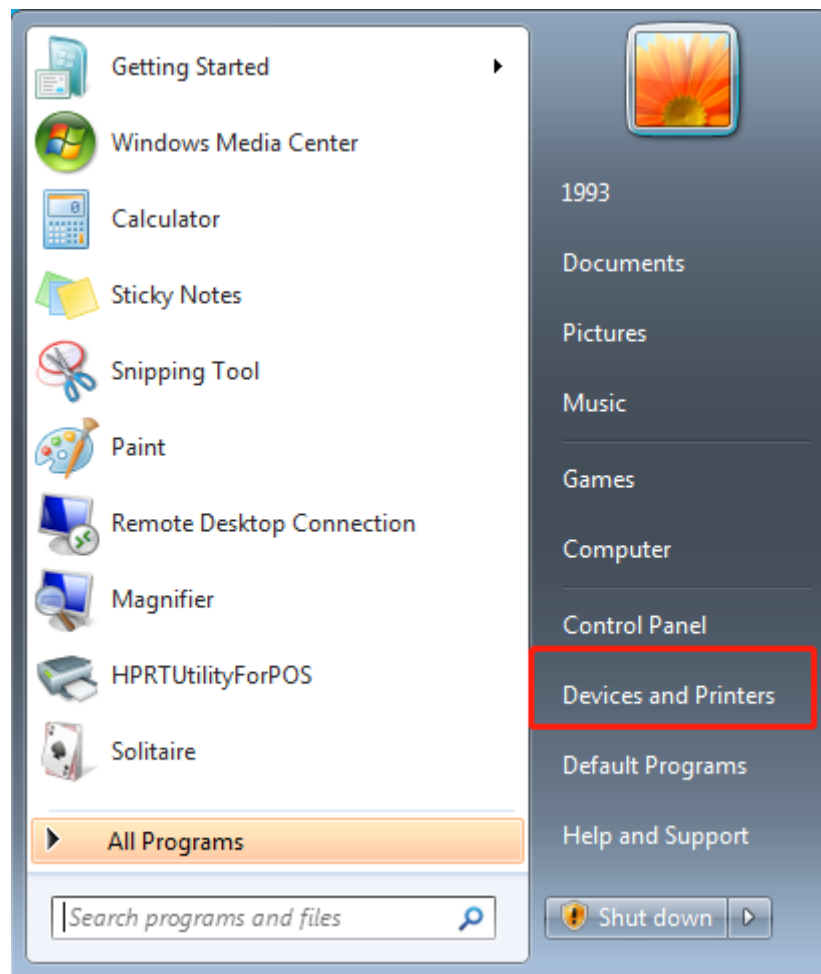 Getting Started
Windows Media Center
Calculator
Sticky Notes
Snipping Tool
Paint
Remote Desktop Connection
Magnifier
HPRTUtilityForPOS
Solitaire
All Programs
Search programs and files
1993
Documents
Pictures
Music
Games
Computer
Control Panel
Devices and Printers
Default Programs
Help and Support
Shut down